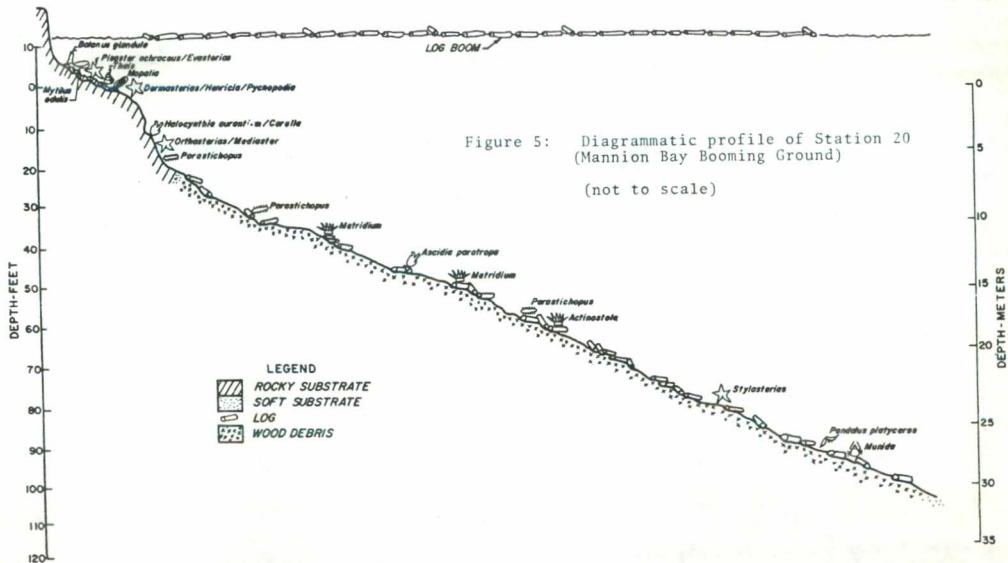 LOG BOOM
Balanus glandula
Pisaster ochraceus/Evasterias
Thais
Mopalia
Mytilus
edulis
Dermasterias/Henricia/Pychopodia
Halocynthia auranti-m/Corella
Orthasterias/Mediaster
Parastichopus
Figure 5: Diagrammatic profile of Station 20
(Mannion Bay Booming Ground)
(not to scale)
Parastichopus
Metridium
Ascidia paratropa
Metridium
Parastichopus
Actinostola
Stylasterias
Pandalus platyceros
Munida
LEGEND
ROCKY SUBSTRATE
SOFT SUBSTRATE
LOG
WOOD DEBRIS
DEPTH-FEET
10
0
10
20
30
40
50
60
70
80
90
100
110
120
DEPTH-METERS
0
5
10
15
20
25
30
35